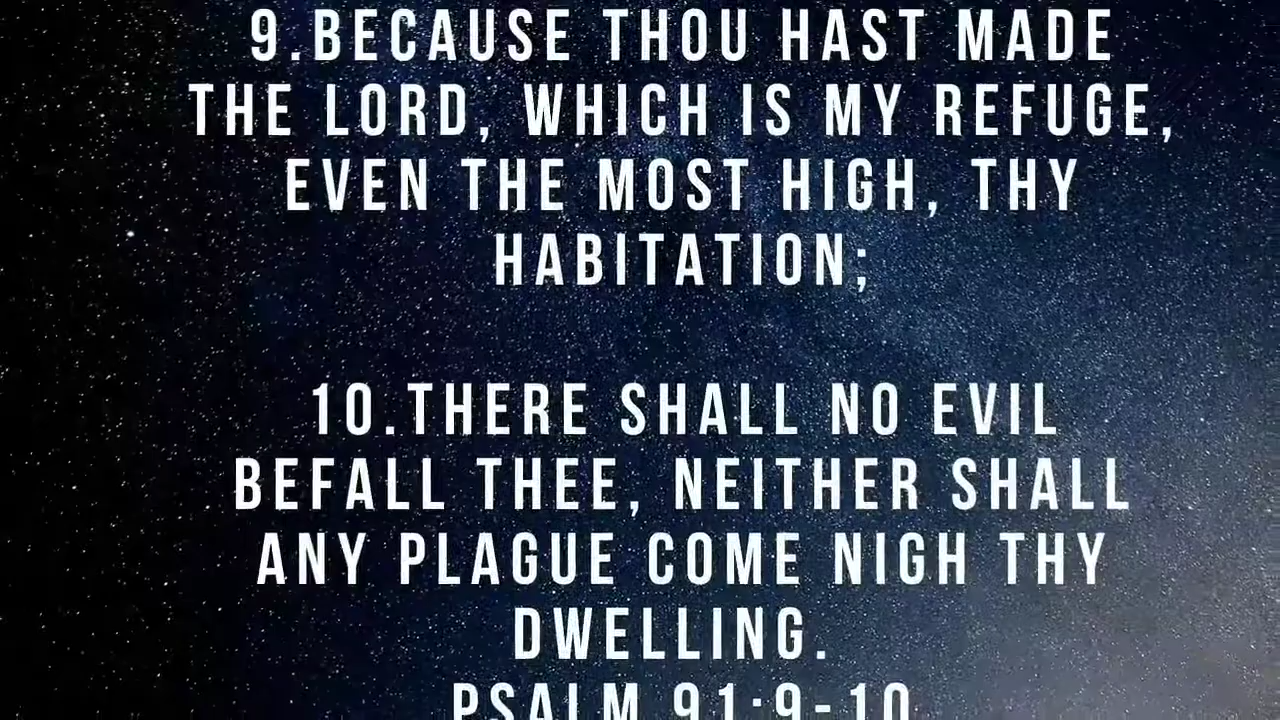 9.BECAUSE THOU HAST MADE
THE LORD, WHICH IS MY REFUGE,
EVEN THE MOST HIGH, THY
HABITATION;
10.THERE SHALL NO EVIL
BEFALL THEE, NEITHER SHALL
ANY PLAGUE COME NIGH THY
DWELLING.
PSALM 91:9-10